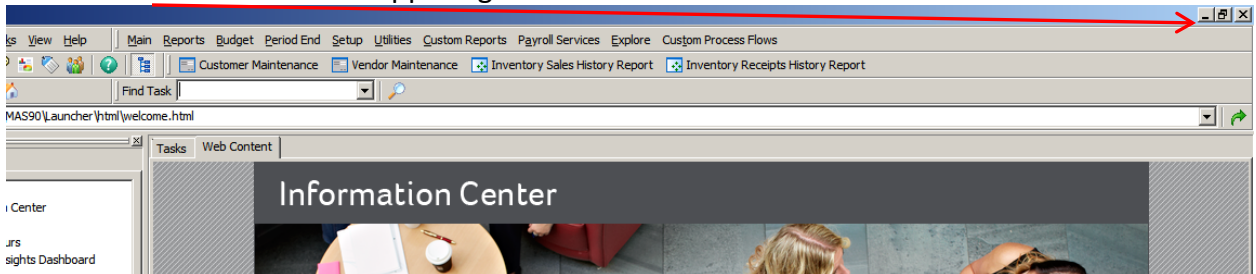 ks View Help Main Reports Budget Period End Setup Utilities Custom Reports Payroll Services Explore Custom Process Flows
Customer Maintenance Vendor Maintenance Inventory Sales History Report Inventory Receipts History Report
Find Task
MAS90\Launcher\html\welcome.html
Tasks Web Content
Information Center
Center
urs
sights Dashboard